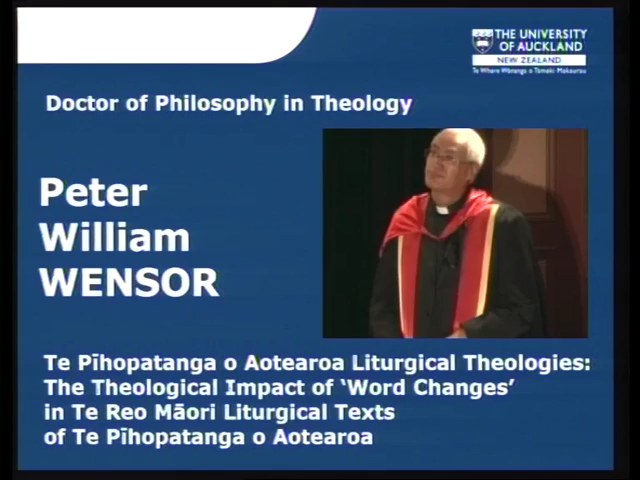 THE UNIVERSITY
OF AUCKLAND
NEW ZEALAND
Te Whare Wānanga o Tāmaki Makaurau
Doctor of Philosophy in Theology
Peter
William
WENSOR
Te Pīhopatanga o Aotearoa Liturgical Theologies:
The Theological Impact of ‘Word Changes’
in Te Reo Māori Liturgical Texts
of Te Pīhopatanga o Aotearoa